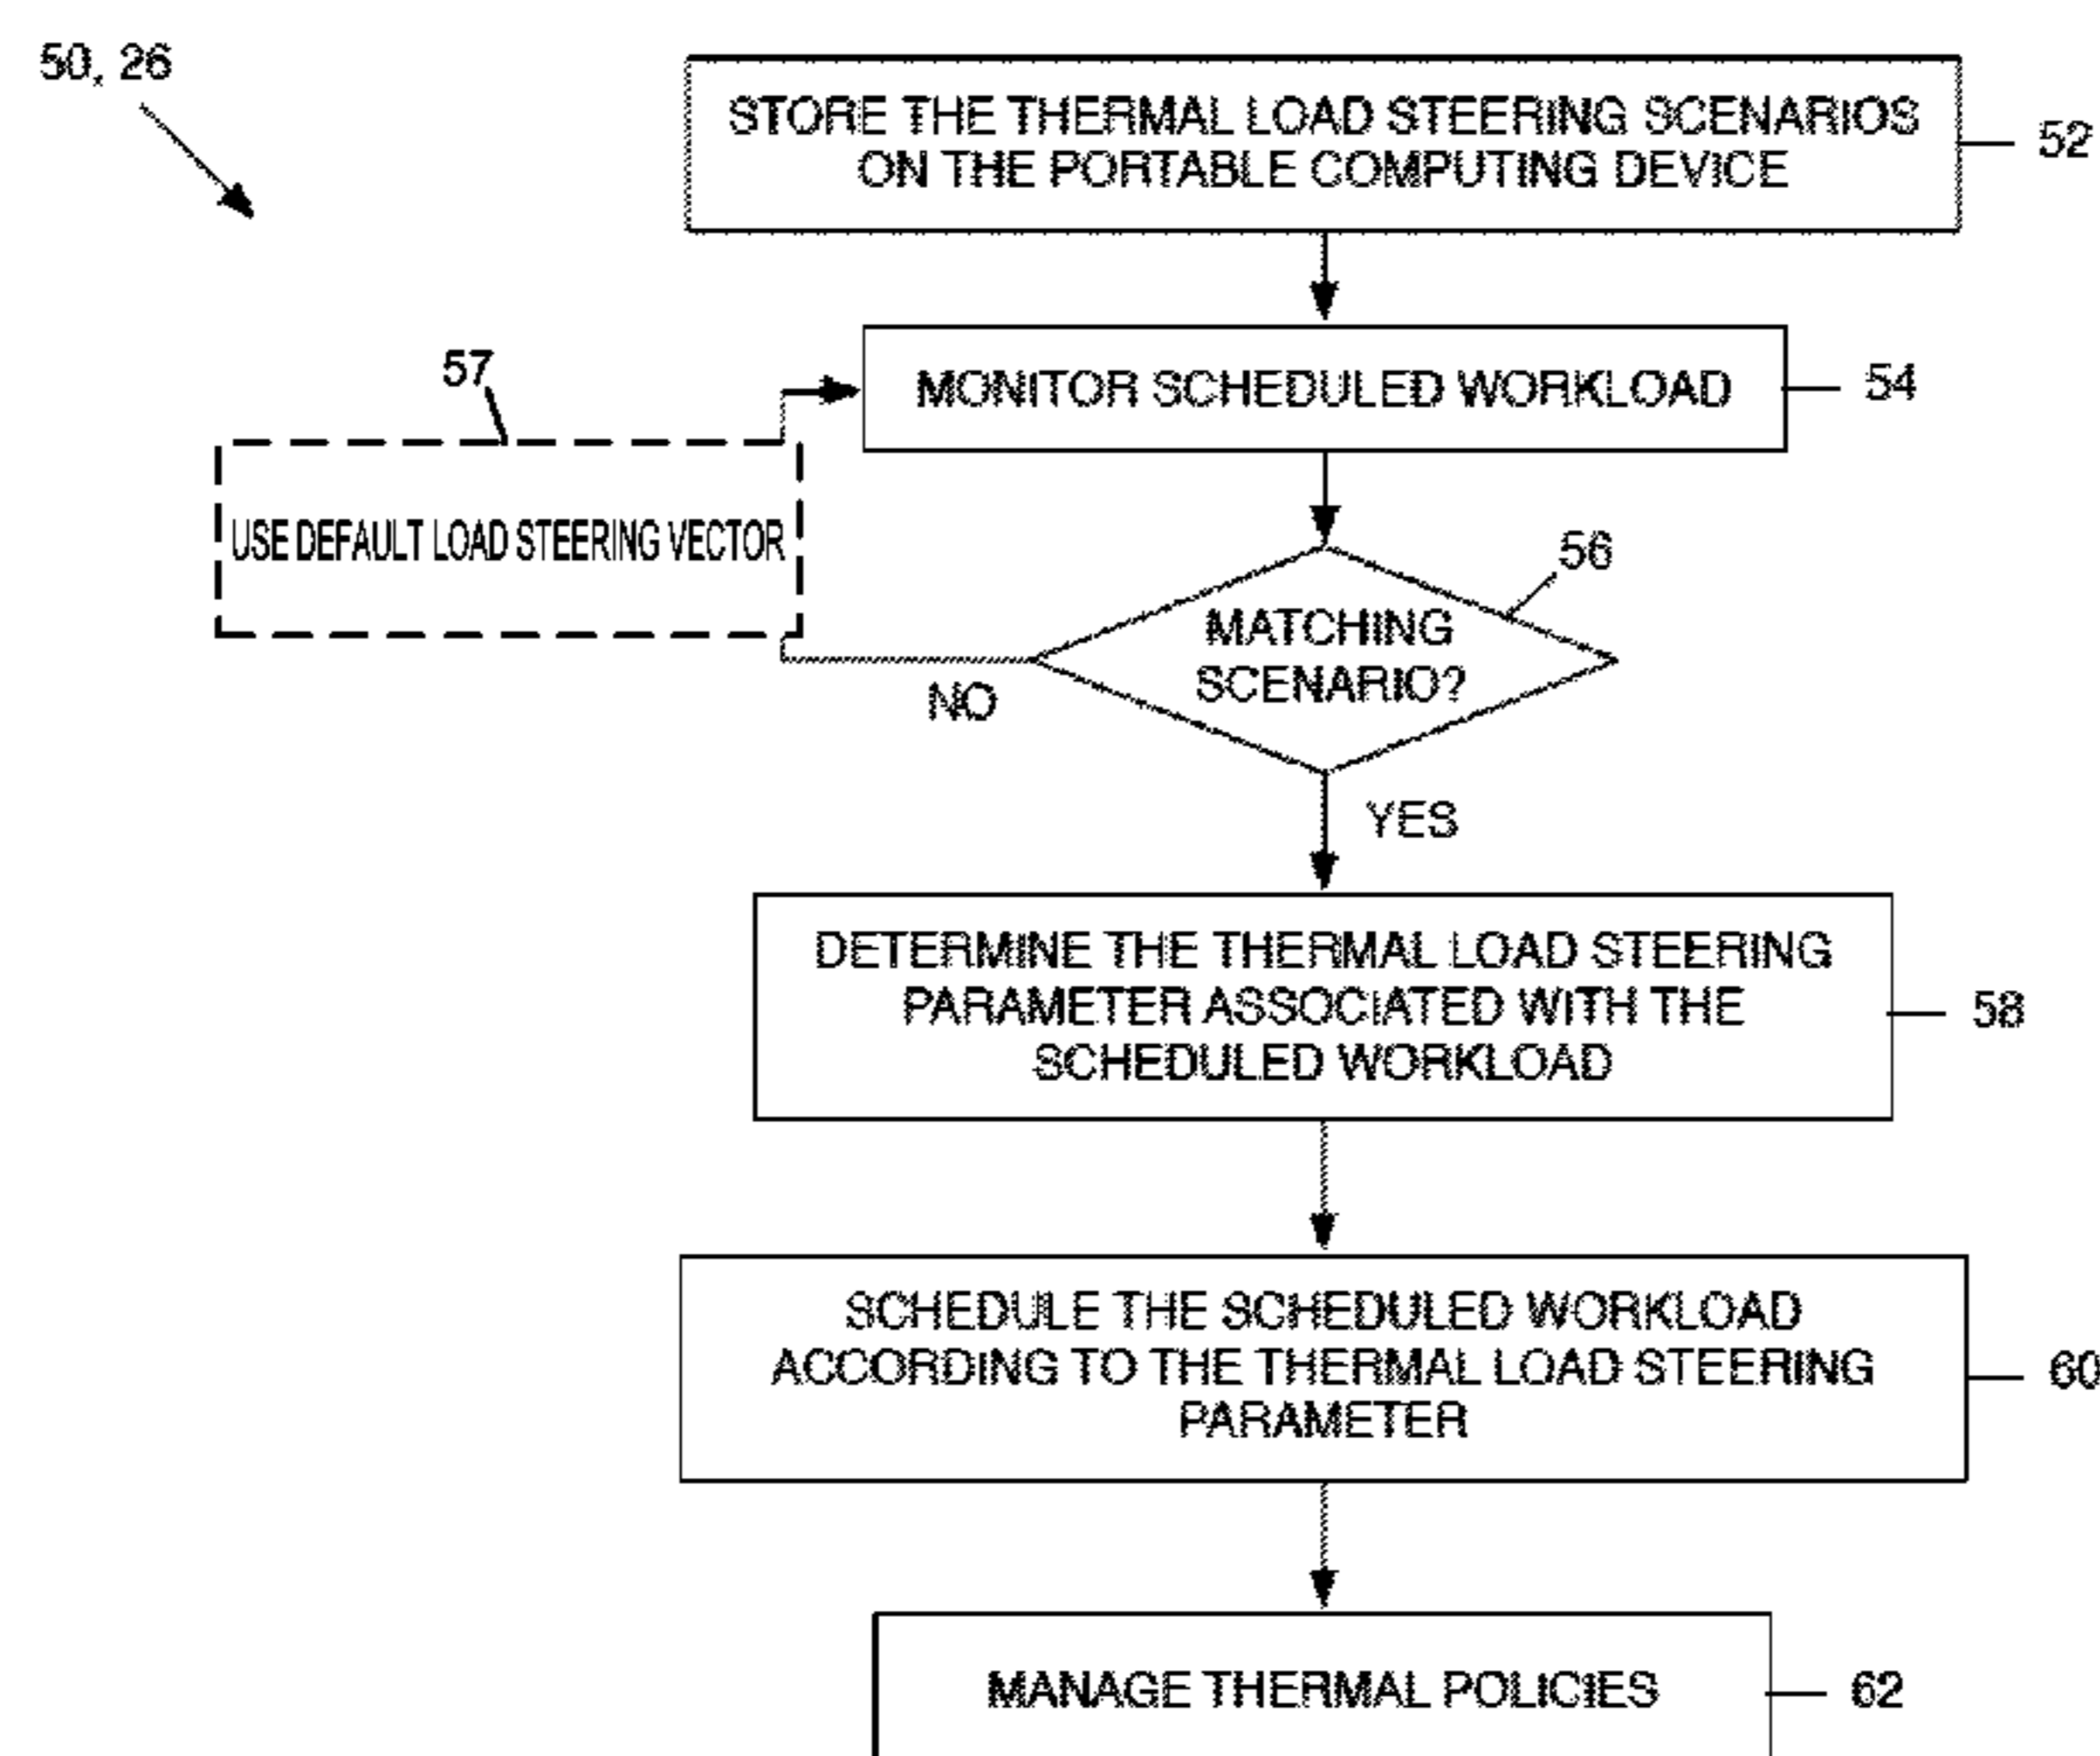 50, 26
STORE THE THERMAL LOAD STEERING SCENARIOS
ON THE PORTABLE COMPUTING DEVICE
52
57
MONITOR SCHEDULED WORKLOAD
54
USE DEFAULT LOAD STEERING VECTOR
56
MATCHING
SCENARIO?
NO
YES
DETERMINE THE THERMAL LOAD STEERING
PARAMETER ASSOCIATED WITH THE
SCHEDULED WORKLOAD
58
SCHEDULE THE SCHEDULED WORKLOAD
ACCORDING TO THE THERMAL LOAD STEERING
PARAMETER
60
MANAGE THERMAL POLICIES
62